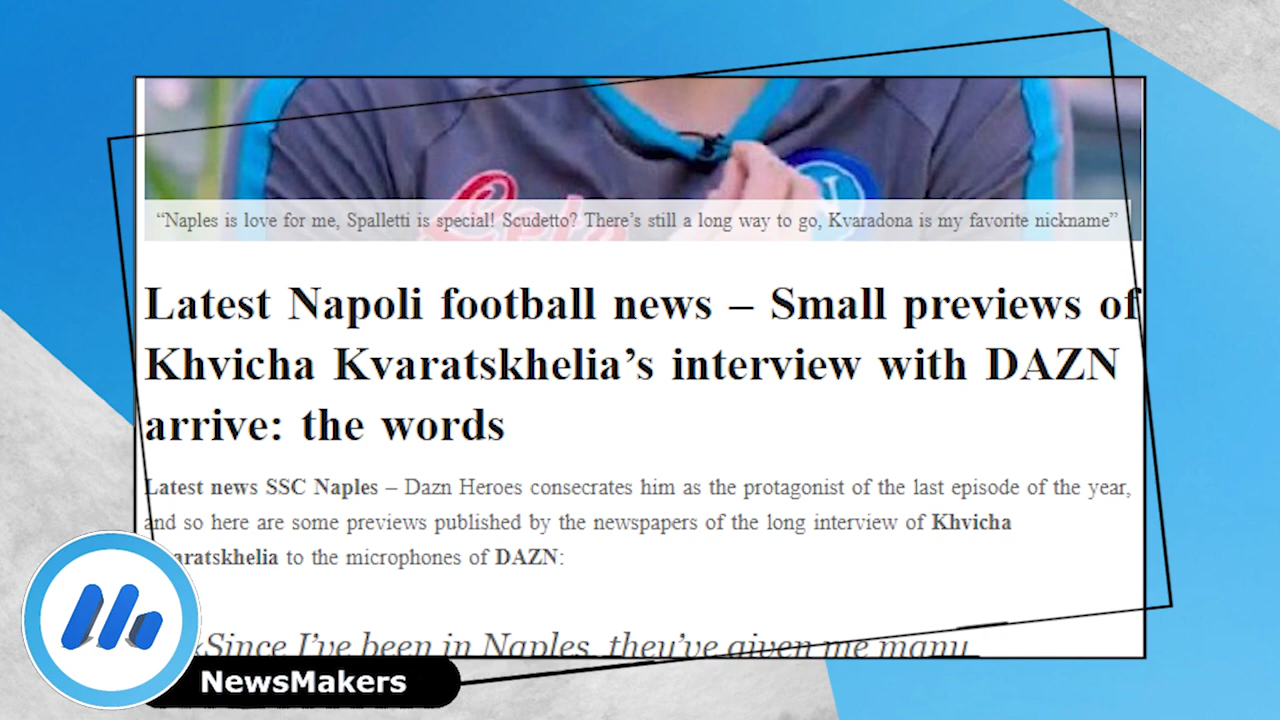 “Naples is love for me, Spalletti is special! Scudetto? There’s still a long way to go, Kvaradona is my favorite nickname”
Latest Napoli football news – Small previews of
Khvicha Kvaratskhelia’s interview with DAZN
arrive: the words
Latest news SSC Naples – Dazn Heroes consecrates him as the protagonist of the last episode of the year,
and so here are some previews published by the newspapers of the long interview of Khvicha
aratskhelia to the microphones of DAZN:
«Since I’ve been in Naples, they’ve given me many
NewsMakers